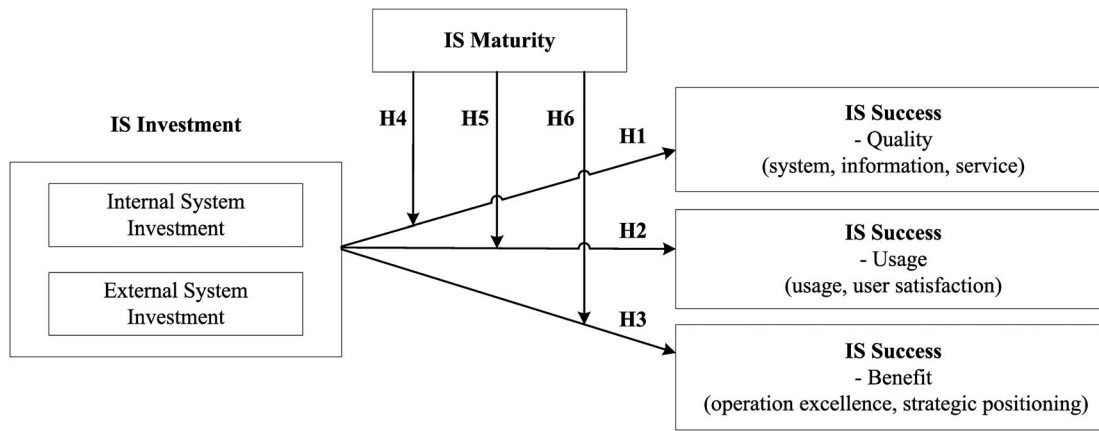 IS Maturity
H4
H5
H6
IS Investment
Internal System
Investment
External System
Investment
H1
H2
H3
IS Success
- Quality
(system, information, service)
IS Success
- Usage
(usage, user satisfaction)
IS Success
- Benefit
(operation excellence, strategic positioning)